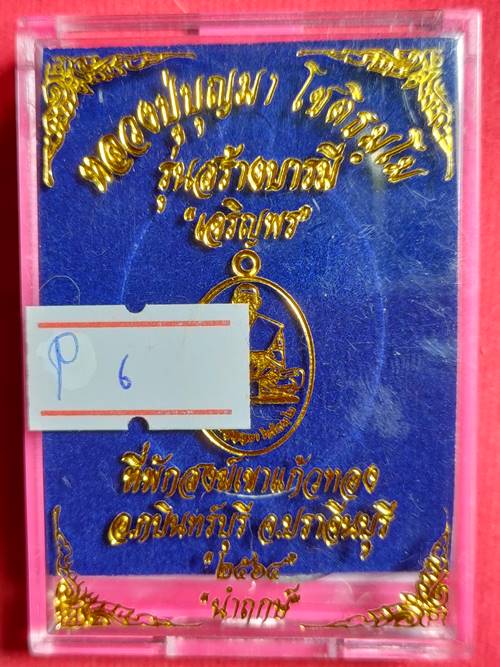 หลวงปู่บุญมา โชติธมฺโม
รุ่นสร้างบารมี
"เจริญพร"
P 6
ที่พักสงฆ์เขาแก้วทอง
อ.กบินทร์บุรี จ.ปราจีนบุรี
"๒๕๖๔"
"นำฤกษ์"